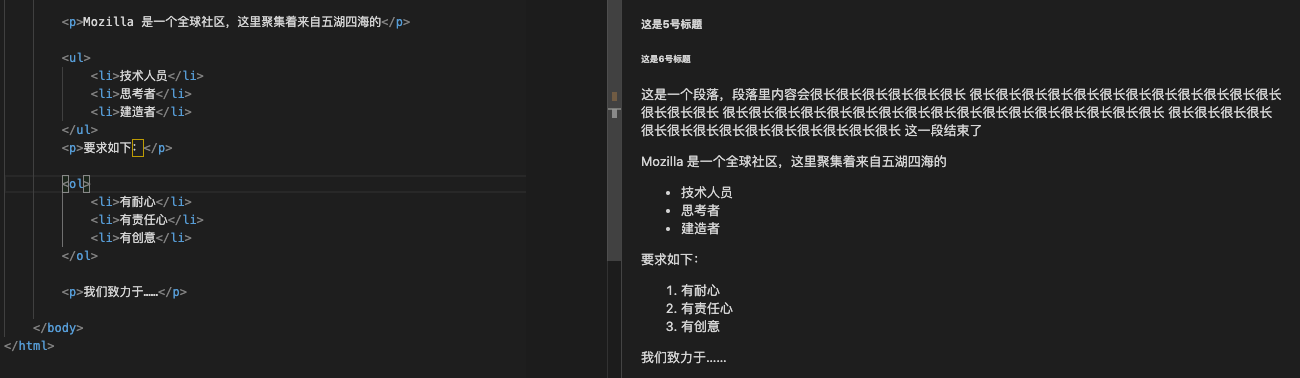 <p>Mozilla 是一个全球社区，这里聚集着来自五湖四海的</p>
<ul>
<li>技术人员</li>
<li>思考者</li>
<li>建造者</li>
</ul>
<p>要求如下：</p>
<ol>
<li>有耐心</li>
<li>有责任心</li>
<li>有创意</li>
</ol>
<p>我们致力于……</p>
</body>
</html>
这是5号标题
这是6号标题
这是一个段落，段落里内容会很长很长很长很长很长很长 很长很长很长很长很长很长很长很长很长很长很长很长
很长很长很长 很长很长很长很长很长很长很长很长很长很长很长很长很长很长很长很长很长 很长很长很长很长
很长很长很长很长很长很长很长很长很长很长 这一段结束了
Mozilla 是一个全球社区，这里聚集着来自五湖四海的
• 技术人员
• 思考者
• 建造者
要求如下：
1. 有耐心
2. 有责任心
3. 有创意
我们致力于……